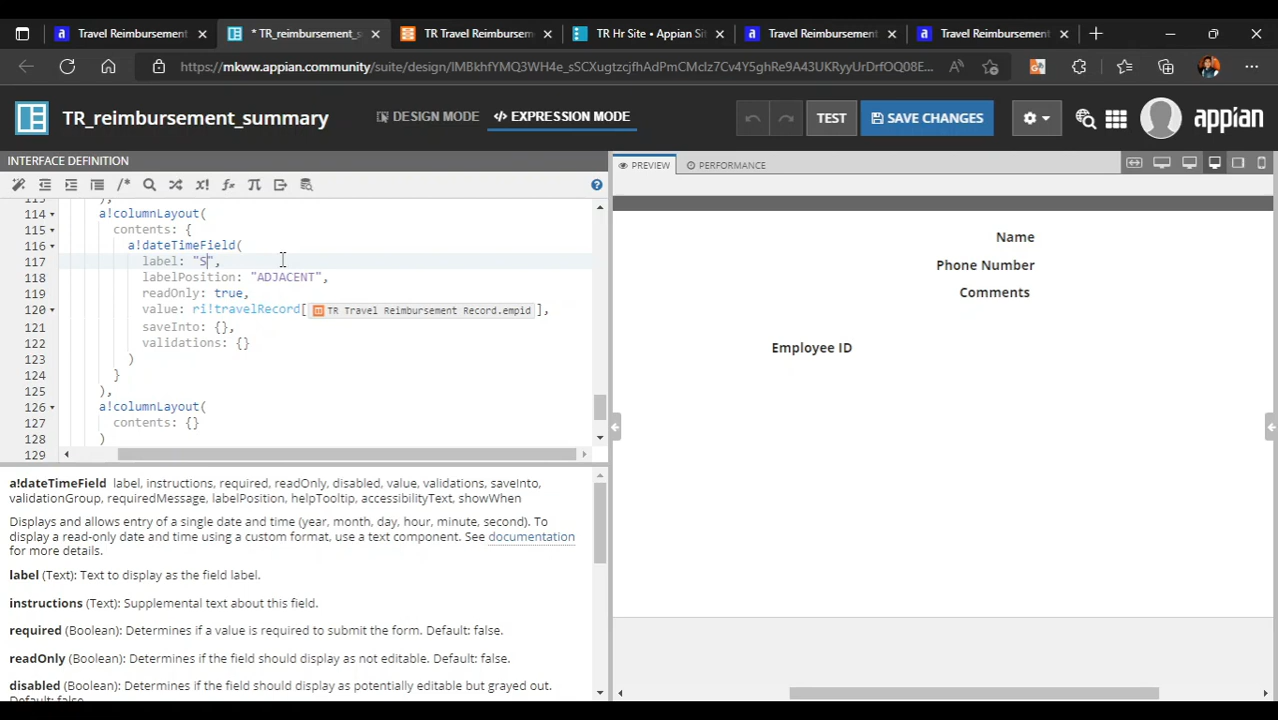 Travel Reimbursement
* TR_reimbursement_s
TR Travel Reimbursem
TR Hr Site • Appian Si
Travel Reimbursemen
Travel Reimbursemen
https://mkww.appian.community/suite/design/lMBkhfYMQ3WH4e_sSCXugtzcjfhAdPmCMclz7Cv4Y5ghRe9A43UKRyyUrDrfOQ08E...
TR_reimbursement_summary
DESIGN MODE
</> EXPRESSION MODE
TEST
SAVE CHANGES
appian
INTERFACE DEFINITION
PREVIEW
PERFORMANCE
113 ),
114 a!columnLayout(
115 contents: {
116 a!dateTimeField(
117 label: "S",
118 labelPosition: "ADJACENT",
119 readOnly: true,
120 value: ri!travelRecord[ TR Travel Reimbursement Record.empid ],
121 saveInto: {},
122 validations: {}
123 )
124 }
125 ),
126 a!columnLayout(
127 contents: {}
128 )
129
Name
Phone Number
Comments
Employee ID
a!dateTimeField label, instructions, required, readOnly, disabled, value, validations, saveInto,
validationGroup, requiredMessage, labelPosition, helpTooltip, accessibilityText, showWhen
Displays and allows entry of a single date and time (year, month, day, hour, minute, second). To
display a read-only date and time using a custom format, use a text component. See documentation
for more details.
label (Text): Text to display as the field label.
instructions (Text): Supplemental text about this field.
required (Boolean): Determines if a value is required to submit the form. Default: false.
readOnly (Boolean): Determines if the field should display as not editable. Default: false.
disabled (Boolean): Determines if the field should display as potentially editable but grayed out.
Default: false.